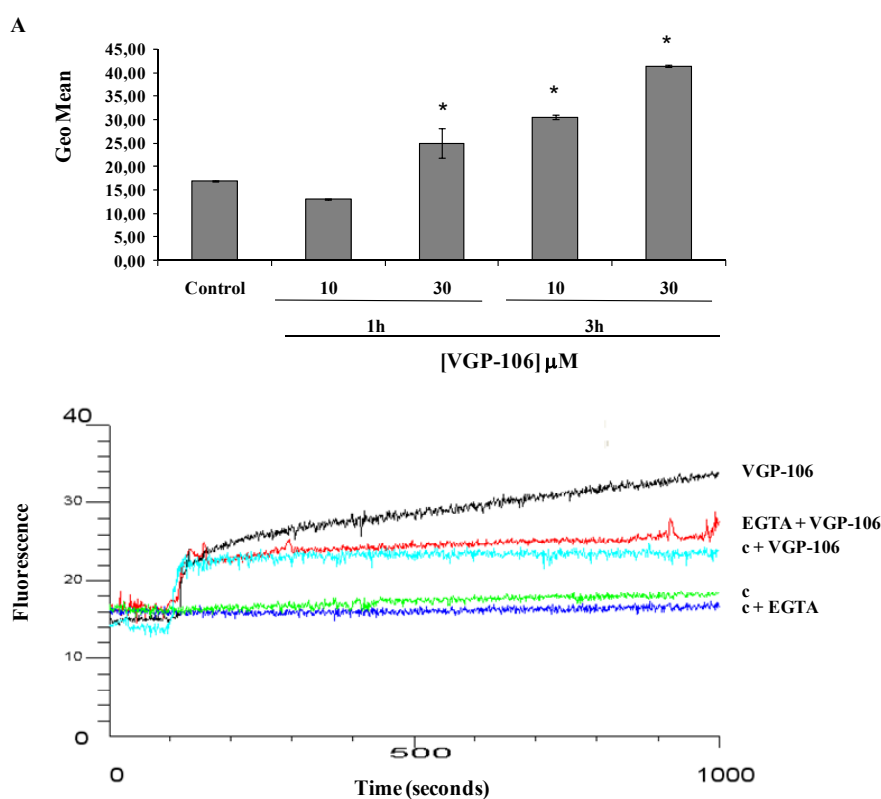 A
45,00
40,00
35,00
30,00
25,00
20,00
15,00
10,00
5,00
0,00
Geo Mean
*
*
*
Control 10 30 10 30
1h 3h
[VGP-106] μM
40
30
20
10
0
Fluorescence
VGP-106
EGTA + VGP-106
c + VGP-106
c
c + EGTA
0 500 1000
Time (seconds)